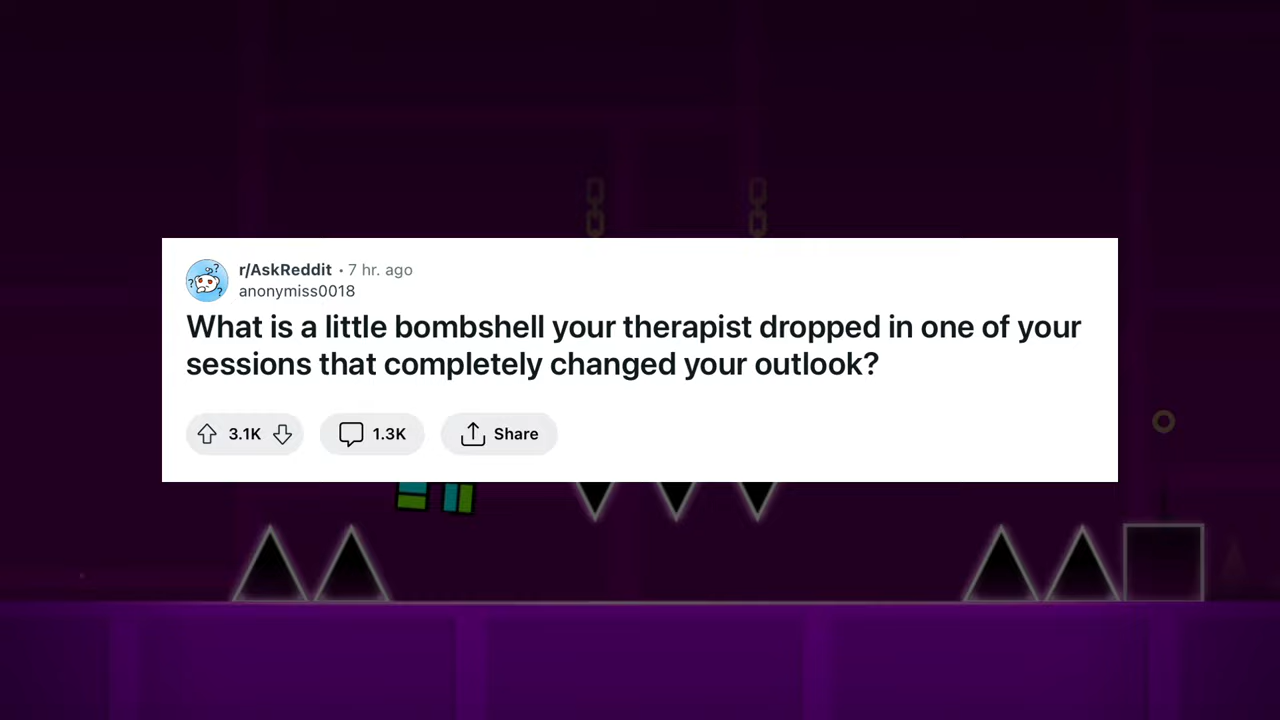 r/AskReddit • 7 hr. ago
anonymiss0018
What is a little bombshell your therapist dropped in one of your
sessions that completely changed your outlook?
3.1K 1.3K Share